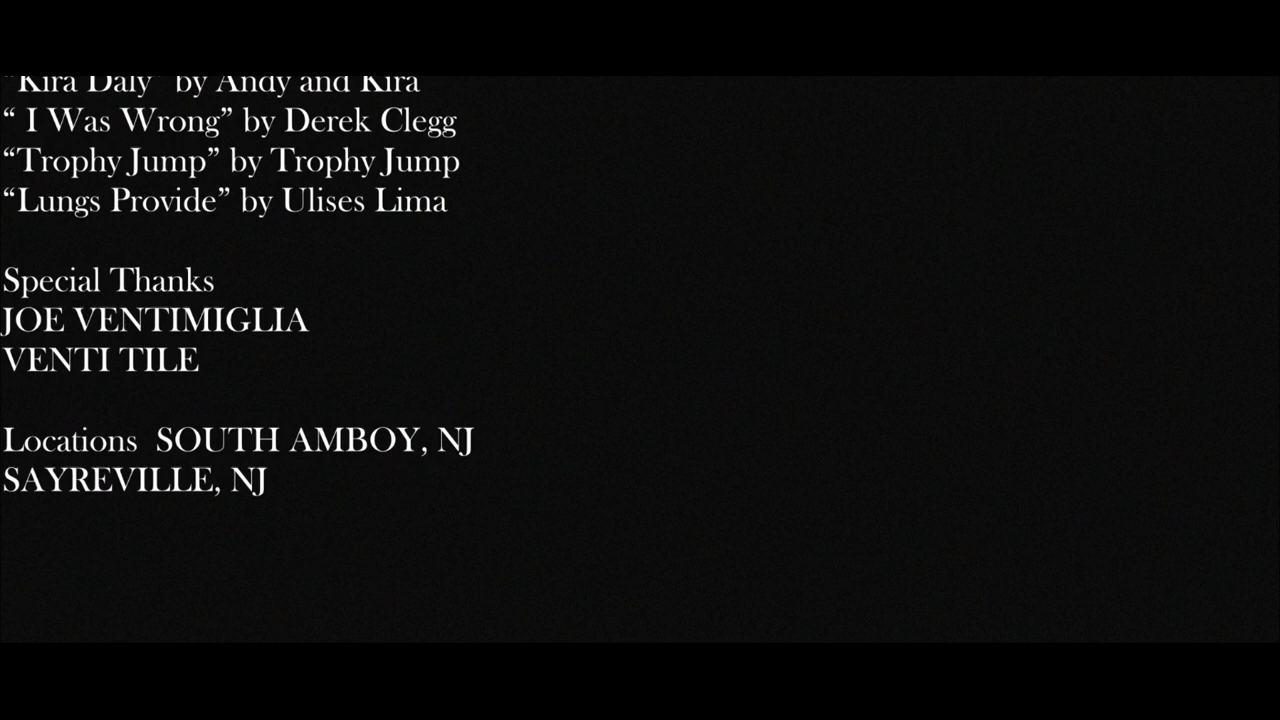 “Kira Daly” by Andy and Kira
“ I Was Wrong” by Derek Clegg
“Trophy Jump” by Trophy Jump
“Lungs Provide” by Ulises Lima
Special Thanks
JOE VENTIMIGLIA
VENTI TILE
Locations  SOUTH AMBOY, NJ
SAYREVILLE, NJ